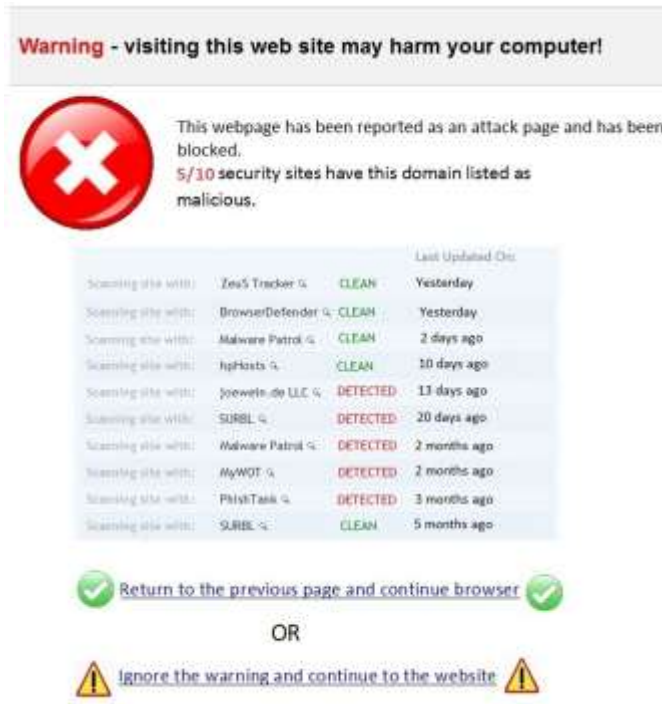 Warning - visiting this web site may harm your computer!
This webpage has been reported as an attack page and has been
blocked.
5/10 security sites have this domain listed as
malicious.
Last Updated On:
Scanning site with: ZeuS Tracker CLEAN Yesterday
Scanning site with: BrowserDefender CLEAN Yesterday
Scanning site with: Malware Patrol CLEAN 2 days ago
Scanning site with: hpHosts CLEAN 10 days ago
Scanning site with: Joewein.de LLC DETECTED 13 days ago
Scanning site with: SURBL DETECTED 20 days ago
Scanning site with: Malware Patrol DETECTED 2 months ago
Scanning site with: MyWOT DETECTED 2 months ago
Scanning site with: PhishTank DETECTED 3 months ago
Scanning site with: SURBL CLEAN 5 months ago
Return to the previous page and continue browser
OR
Ignore the warning and continue to the website